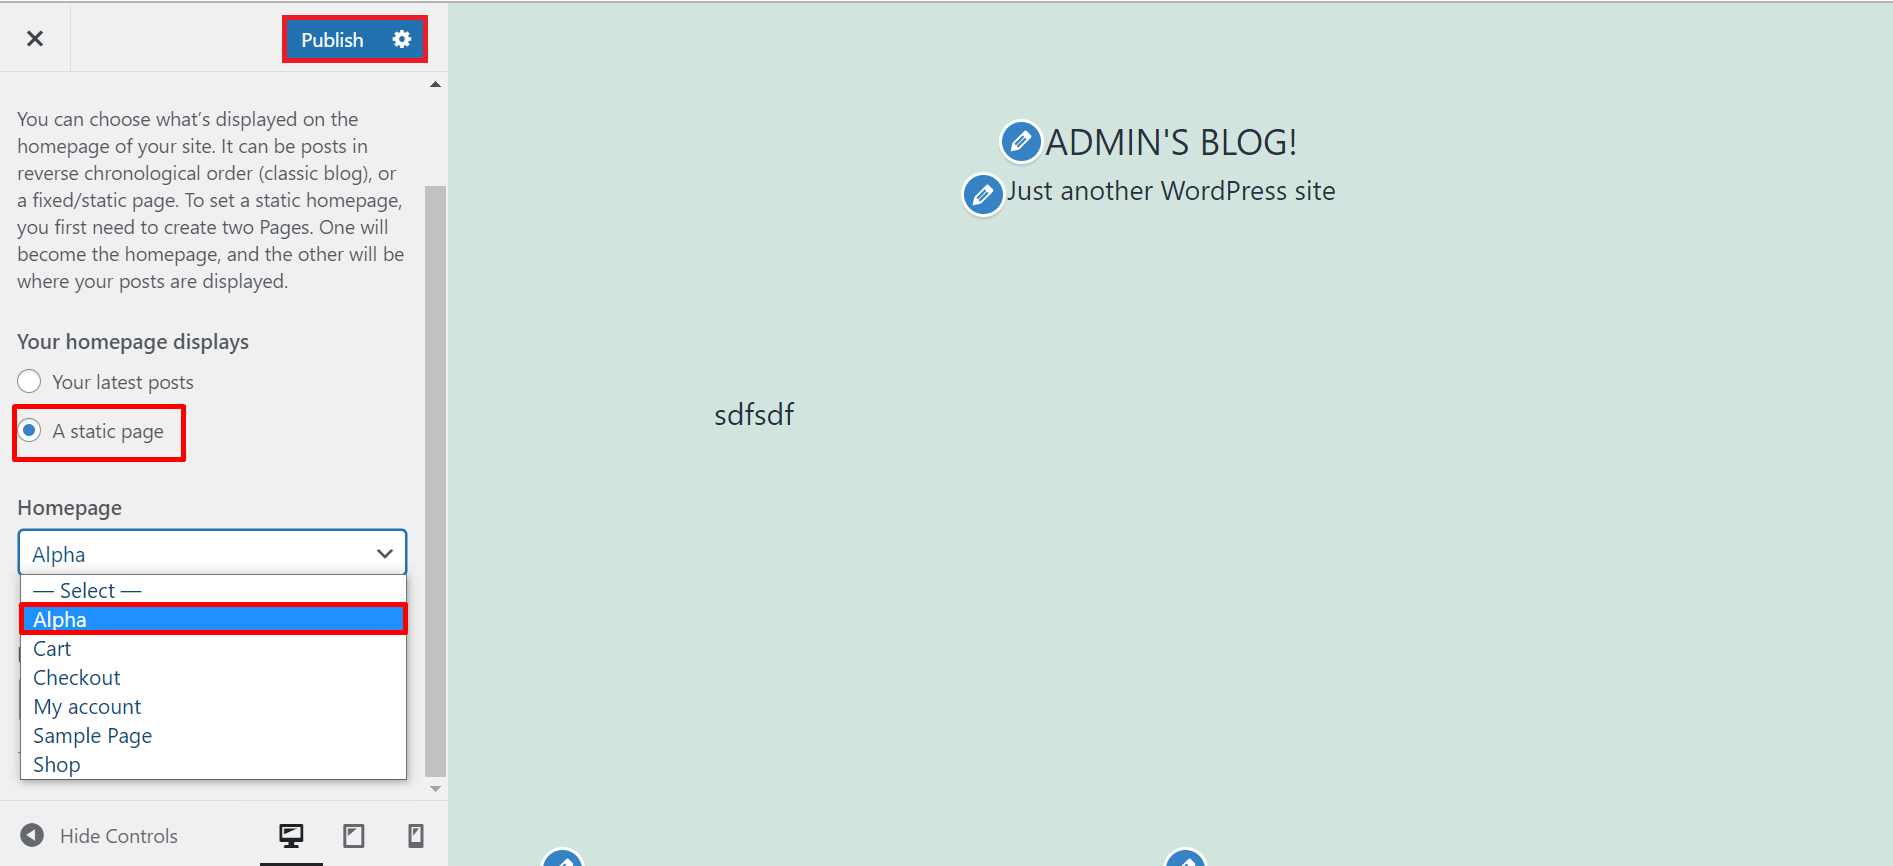 Publish
You can choose what’s displayed on the
homepage of your site. It can be posts in
reverse chronological order (classic blog), or
a fixed/static page. To set a static homepage,
you first need to create two Pages. One will
become the homepage, and the other will be
where your posts are displayed.
Your homepage displays
Your latest posts
A static page
Homepage
Alpha
— Select —
Alpha
Cart
Checkout
My account
Sample Page
Shop
Hide Controls
ADMIN'S BLOG!
Just another WordPress site
sdfsdf